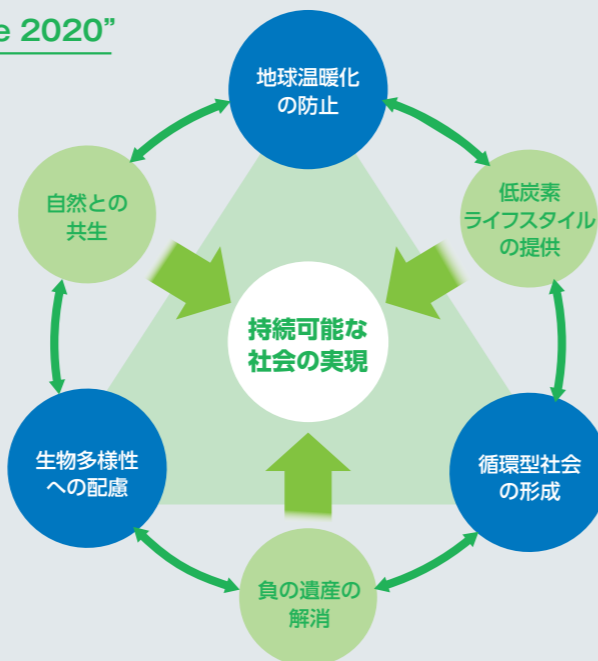 e 2020”
地球温暖化
の防止
自然との
共生
低炭素
ライフスタイル
の提供
持続可能な
社会の実現
生物多様性
への配慮
循環型社会
の形成
負の遺産の
解消